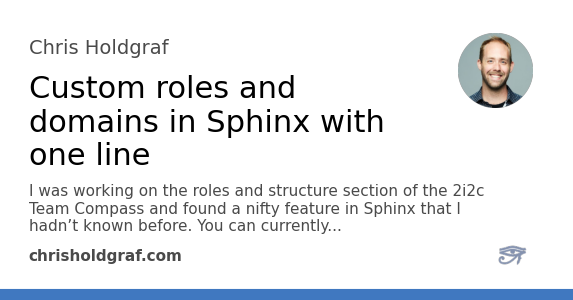 Chris Holdgraf
Custom roles and
domains in Sphinx with
one line
I was working on the roles and structure section of the 2i2c
Team Compass and found a nifty feature in Sphinx that I
hadn’t known before. You can currently...
chrisholdgraf.com